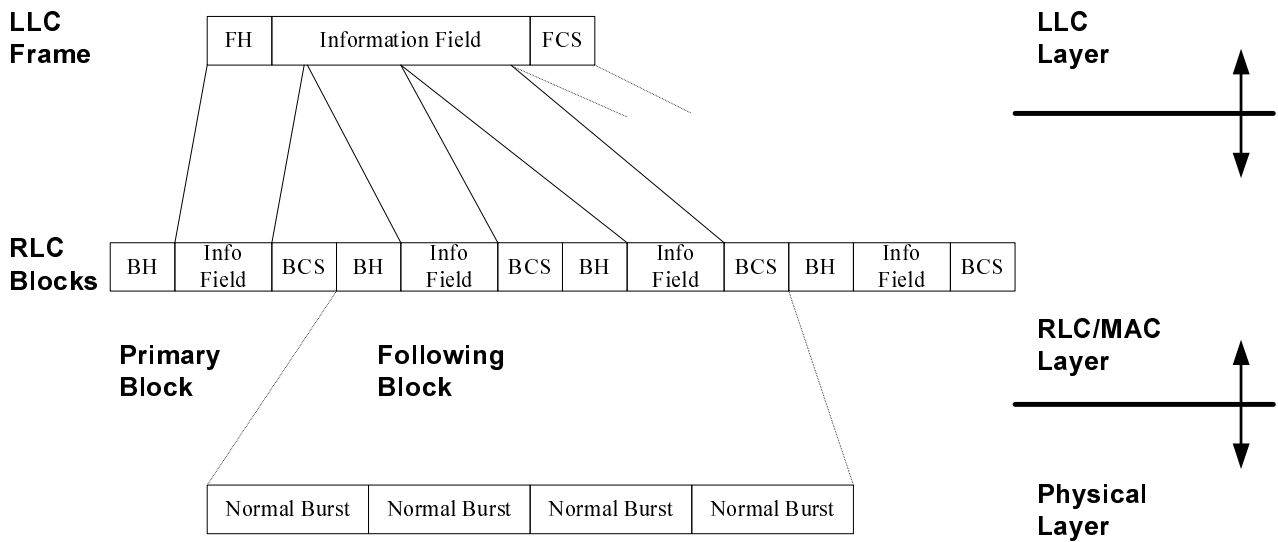 LLC
Frame
FH Information Field FCS
LLC
Layer
RLC
Blocks
BH Info
Field BCS BH Info
Field BCS BH Info
Field BCS BH Info
Field BCS
Primary
Block
Following
Block
RLC/MAC
Layer
Normal Burst Normal Burst Normal Burst Normal Burst
Physical
Layer